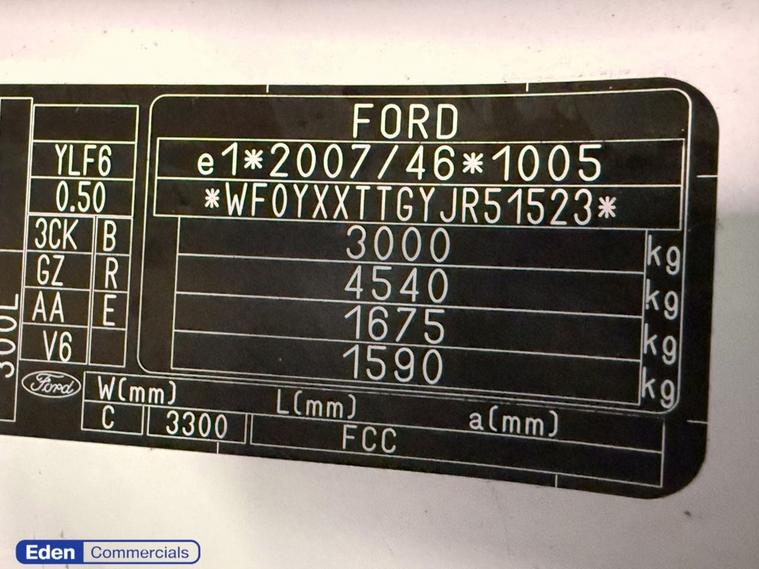 FORD
e1*2007/46*1005
*WF0YXXTTGYJR51523*
3000 kg
4540 kg
1675 kg
1590 kg
YLF6
0.50
3CK B
GZ R
AA E
V6
300L
Ford
W(mm) L(mm) a(mm)
C 3300 FCC
Eden Commercials